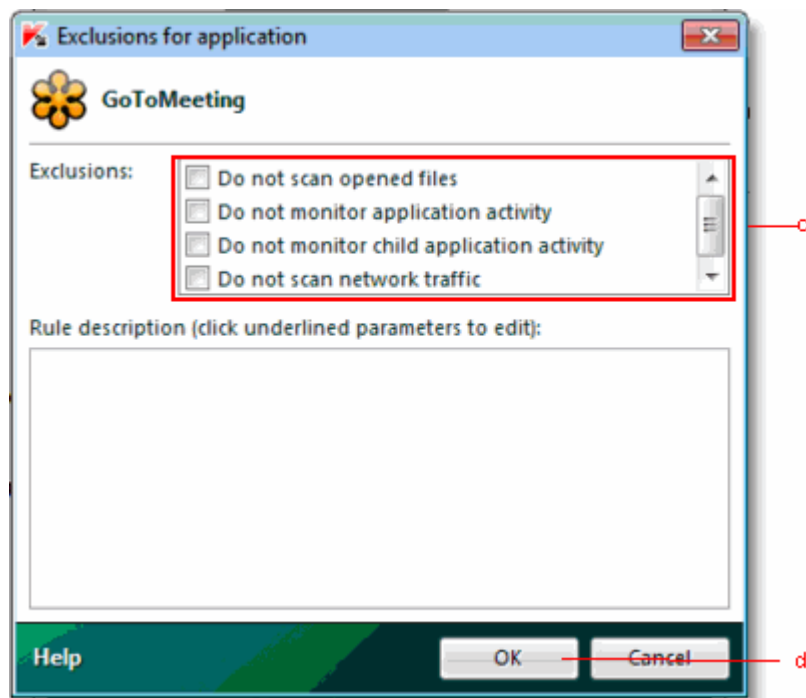 Exclusions for application
GoToMeeting
Exclusions:
Do not scan opened files
Do not monitor application activity
Do not monitor child application activity
Do not scan network traffic
c
Rule description (click underlined parameters to edit):
Help
OK
Cancel
d